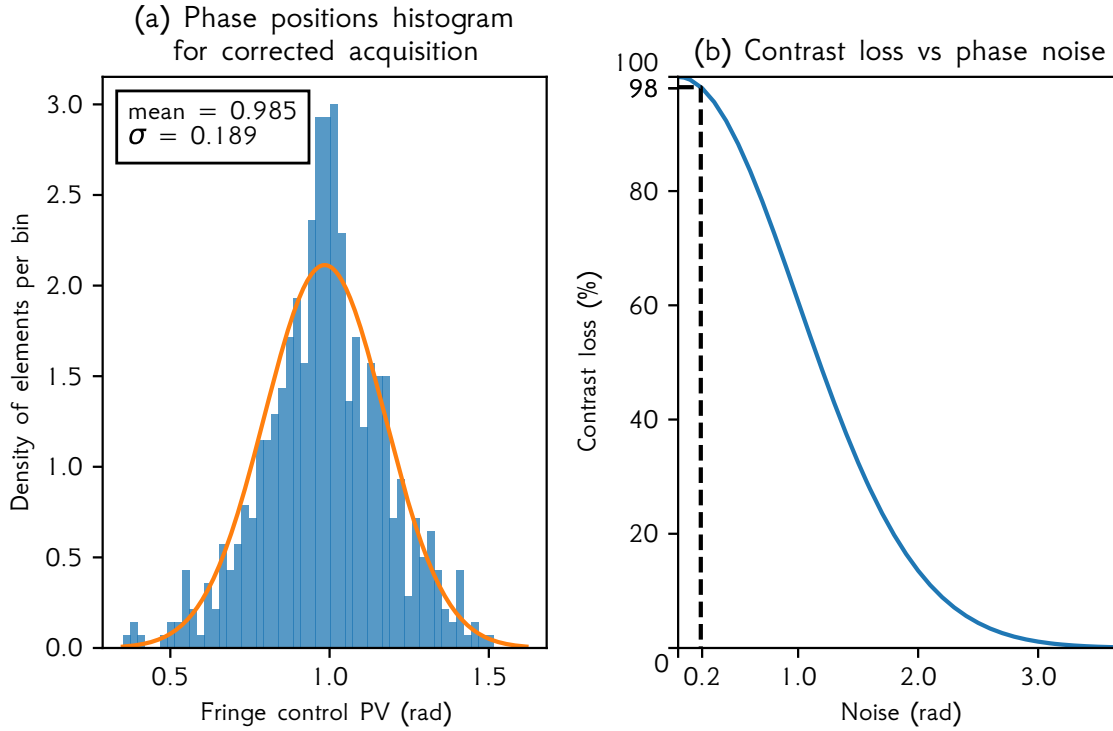 (a) Phase positions histogram
for corrected acquisition
mean = 0.985
σ = 0.189
3.0
2.5
2.0
1.5
1.0
0.5
0.0
Density of elements per bin
0.5
1.0
1.5
Fringe control PV (rad)
(b) Contrast loss vs phase noise
100
98
80
60
40
20
0
Contrast loss (%)
0.2
1.0
2.0
3.0
Noise (rad)